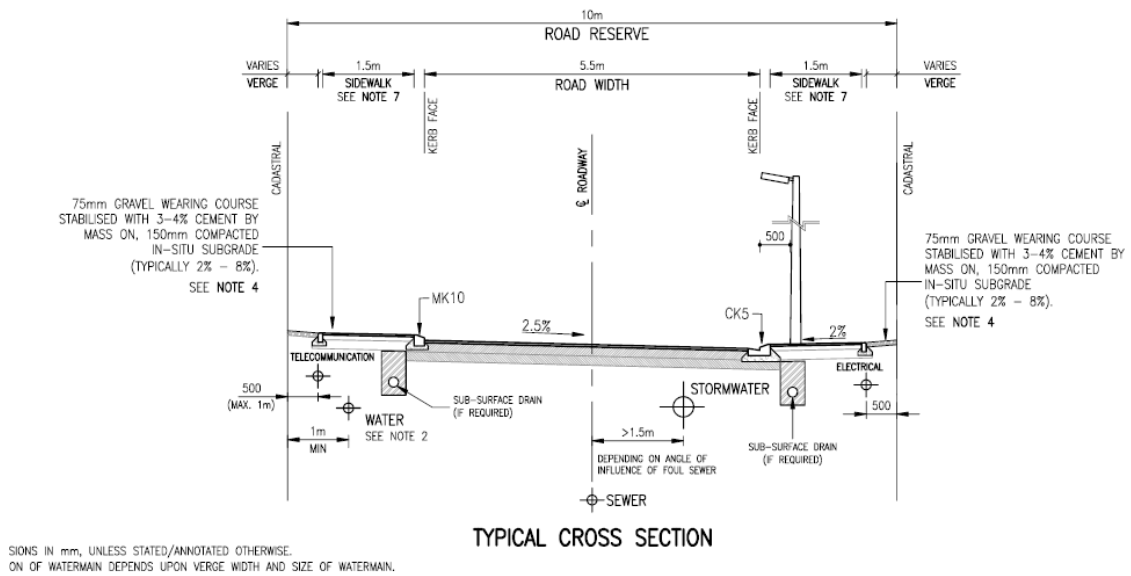 10m
ROAD RESERVE
VARIES
VERGE
1.5m
SIDEWALK
SEE NOTE 7
5.5m
ROAD WIDTH
1.5m
SIDEWALK
SEE NOTE 7
VARIES
VERGE
CADASTRAL
KERB FACE
℄ ROADWAY
KERB FACE
CADASTRAL
75mm GRAVEL WEARING COURSE
STABILISED WITH 3-4% CEMENT BY
MASS ON, 150mm COMPACTED
IN-SITU SUBGRADE
(TYPICALLY 2% - 8%).
SEE NOTE 4
500
75mm GRAVEL WEARING COURSE
STABILISED WITH 3-4% CEMENT BY
MASS ON, 150mm COMPACTED
IN-SITU SUBGRADE
(TYPICALLY 2% - 8%).
SEE NOTE 4
MK10
2.5%
CK5
2%
TELECOMMUNICATION
ELECTRICAL
500
(MAX. 1m)
SUB-SURFACE DRAIN
(IF REQUIRED)
STORMWATER
500
WATER
SEE NOTE 2
1m
MIN
>1.5m
DEPENDING ON ANGLE OF
INFLUENCE OF FOUL SEWER
SUB-SURFACE DRAIN
(IF REQUIRED)
SEWER
TYPICAL CROSS SECTION
SIONS IN mm, UNLESS STATED/ANNOTATED OTHERWISE.
ON OF WATERMAIN DEPENDS UPON VERGE WIDTH AND SIZE OF WATERMAIN.